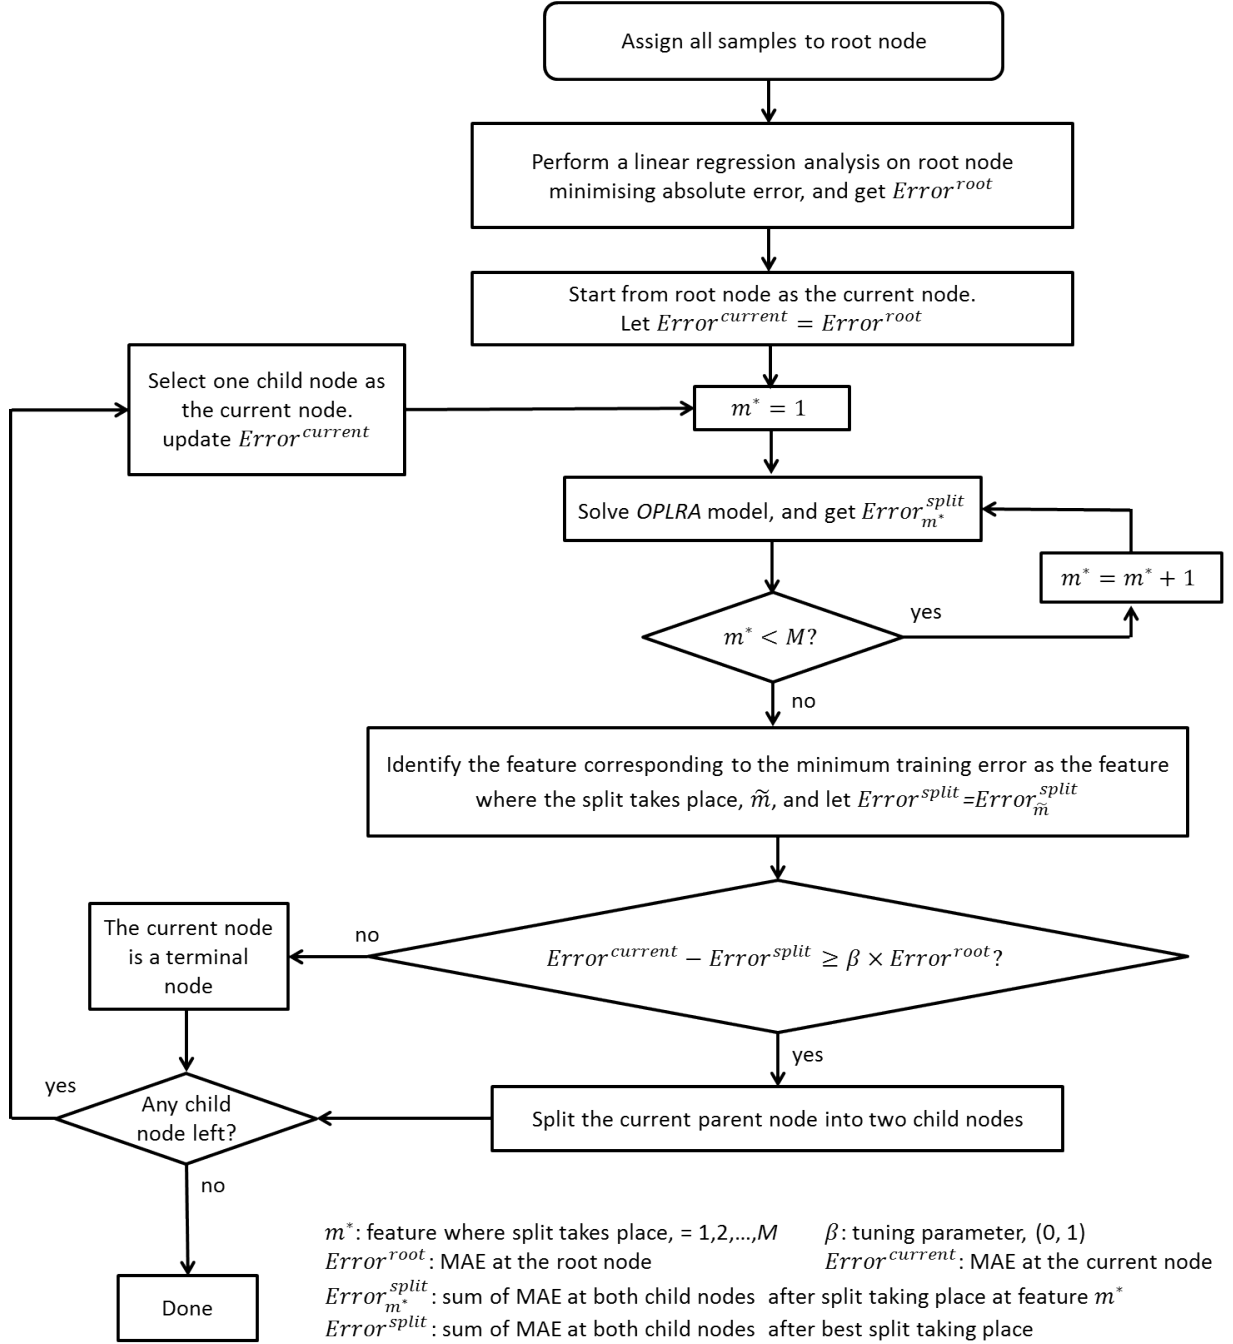 Assign all samples to root node
Perform a linear regression analysis on root node
minimising absolute error, and get Error^root
Start from root node as the current node.
Let Error^current = Error^root
Select one child node as
the current node.
update Error^current
m* = 1
Solve OPLRA model, and get Error_m*^split
m* = m* + 1
m* < M?
yes
no
Identify the feature corresponding to the minimum training error as the feature
where the split takes place, m̃, and let Error^split=Error_m̃^split
Error^current − Error^split ≥ β × Error^root?
no
The current node
is a terminal
node
yes
Split the current parent node into two child nodes
Any child
node left?
yes
no
Done
m*: feature where split takes place, = 1,2,…,M β: tuning parameter, (0, 1)
Error^root: MAE at the root node Error^current: MAE at the current node
Error_m*^split: sum of MAE at both child nodes after split taking place at feature m*
Error^split: sum of MAE at both child nodes after best split taking place